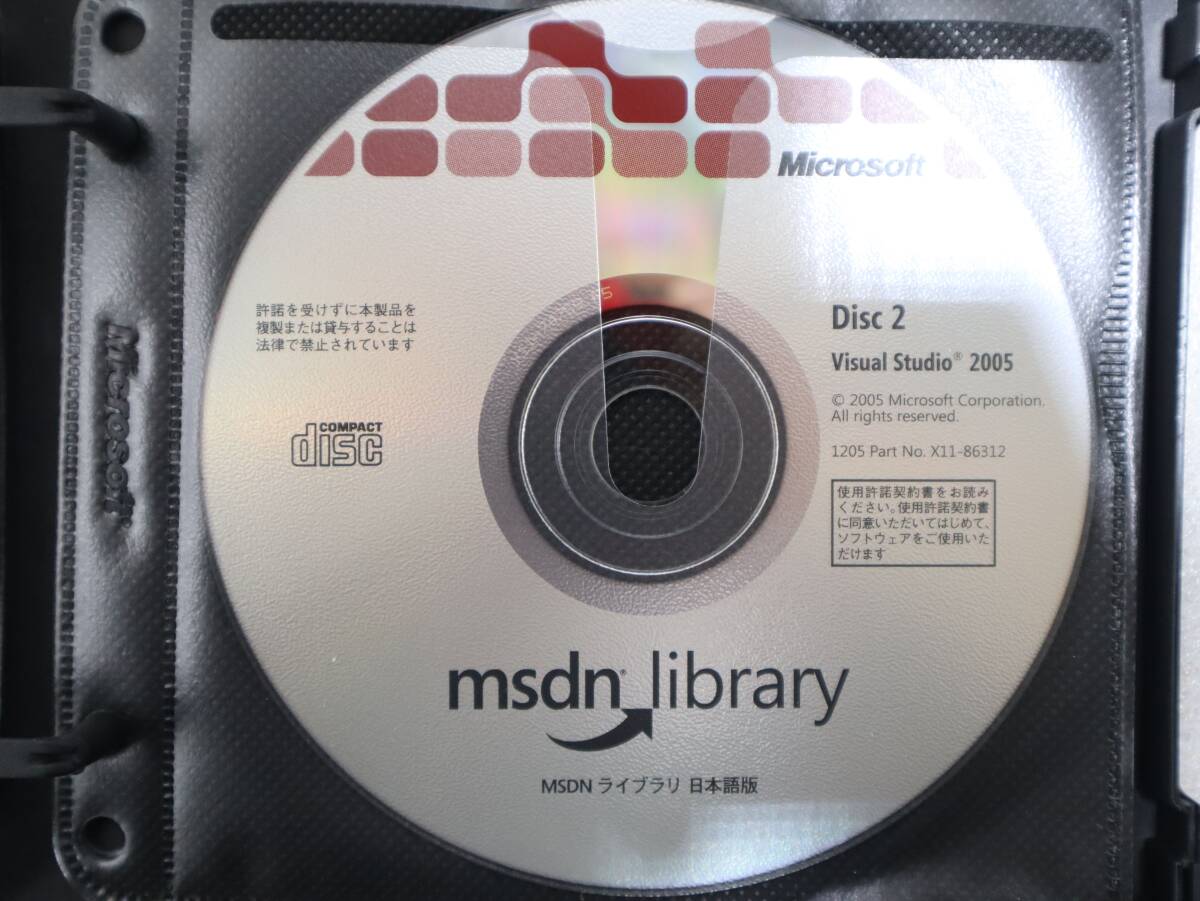 Microsoft
許諾を受けずに本製品を
複製または貸与することは
法律で禁止されています
COMPACT
disc
5
Disc 2
Visual Studio® 2005
© 2005 Microsoft Corporation.
All rights reserved.
1205 Part No. X11-86312
使用許諾契約書をお読み
ください。使用許諾契約書
に同意いただいてはじめて、
ソフトウェアをご使用いた
だけます
msdn® library
MSDN ライブラリ 日本語版
Microsoft®